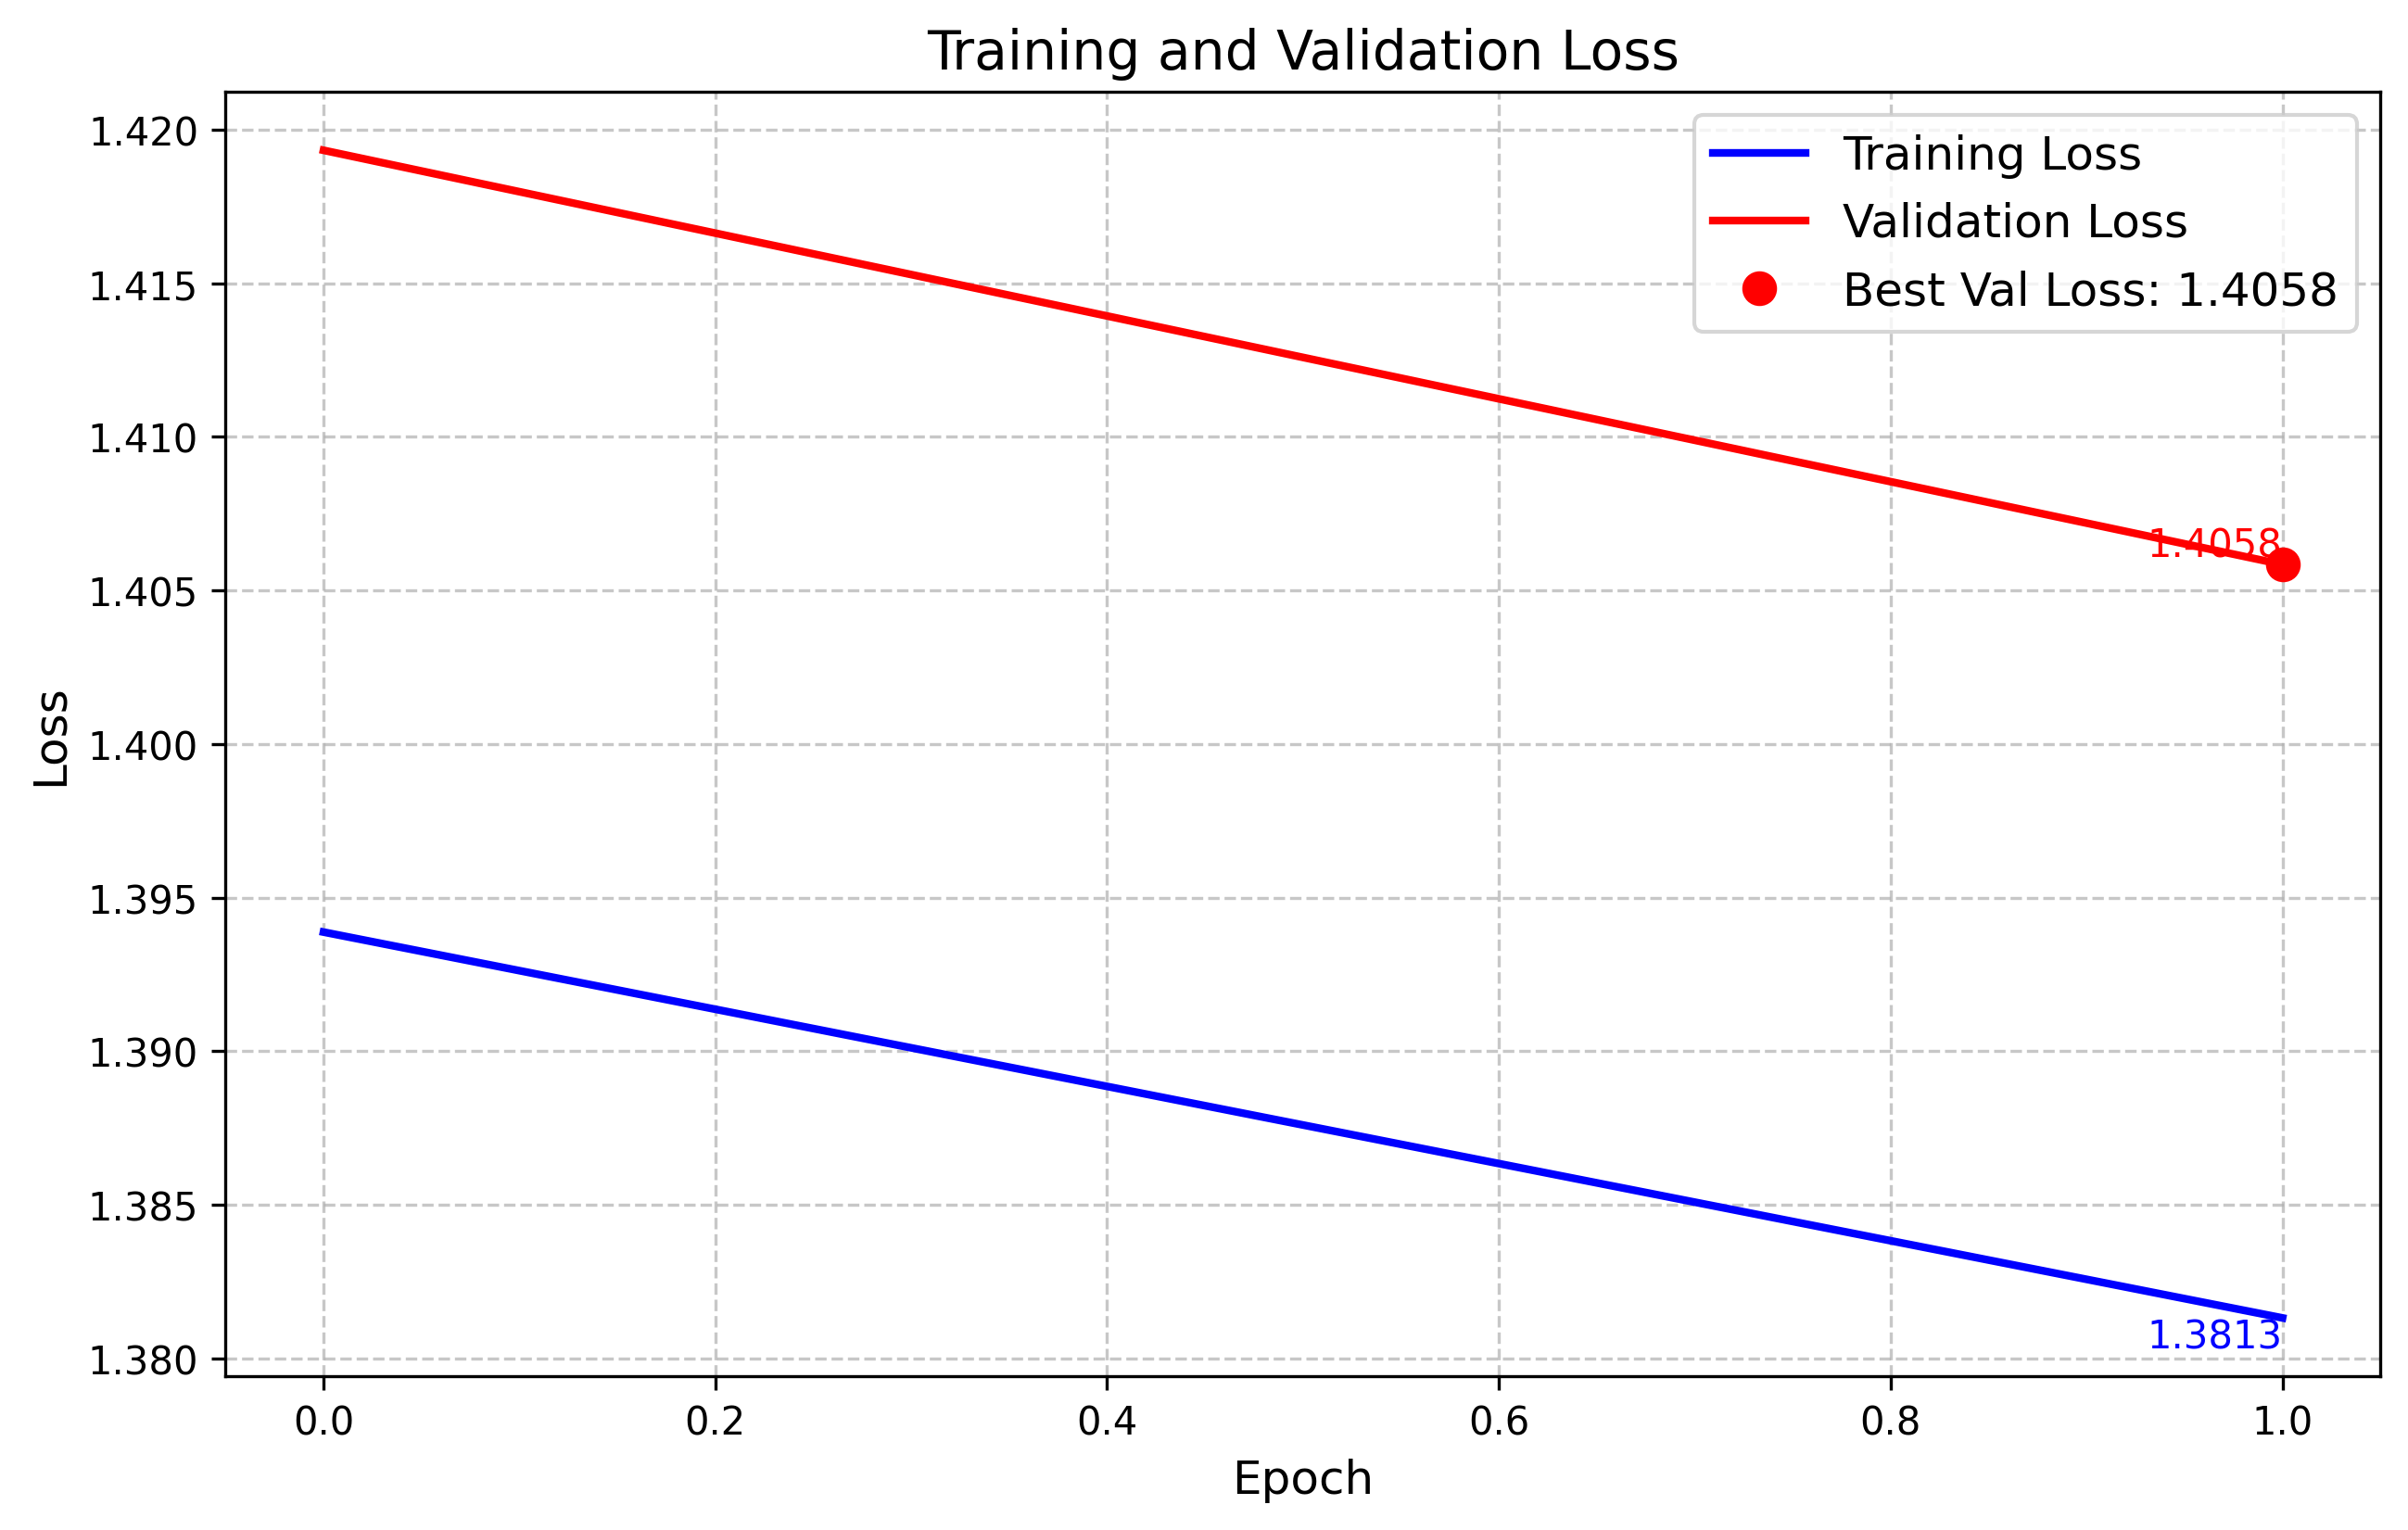 Training and Validation Loss
Training Loss
Validation Loss
Best Val Loss: 1.4058
1.420
1.415
1.410
1.405
1.400
1.395
1.390
1.385
1.380
Loss
1.4058
1.3813
0.0 0.2 0.4 0.6 0.8 1.0
Epoch